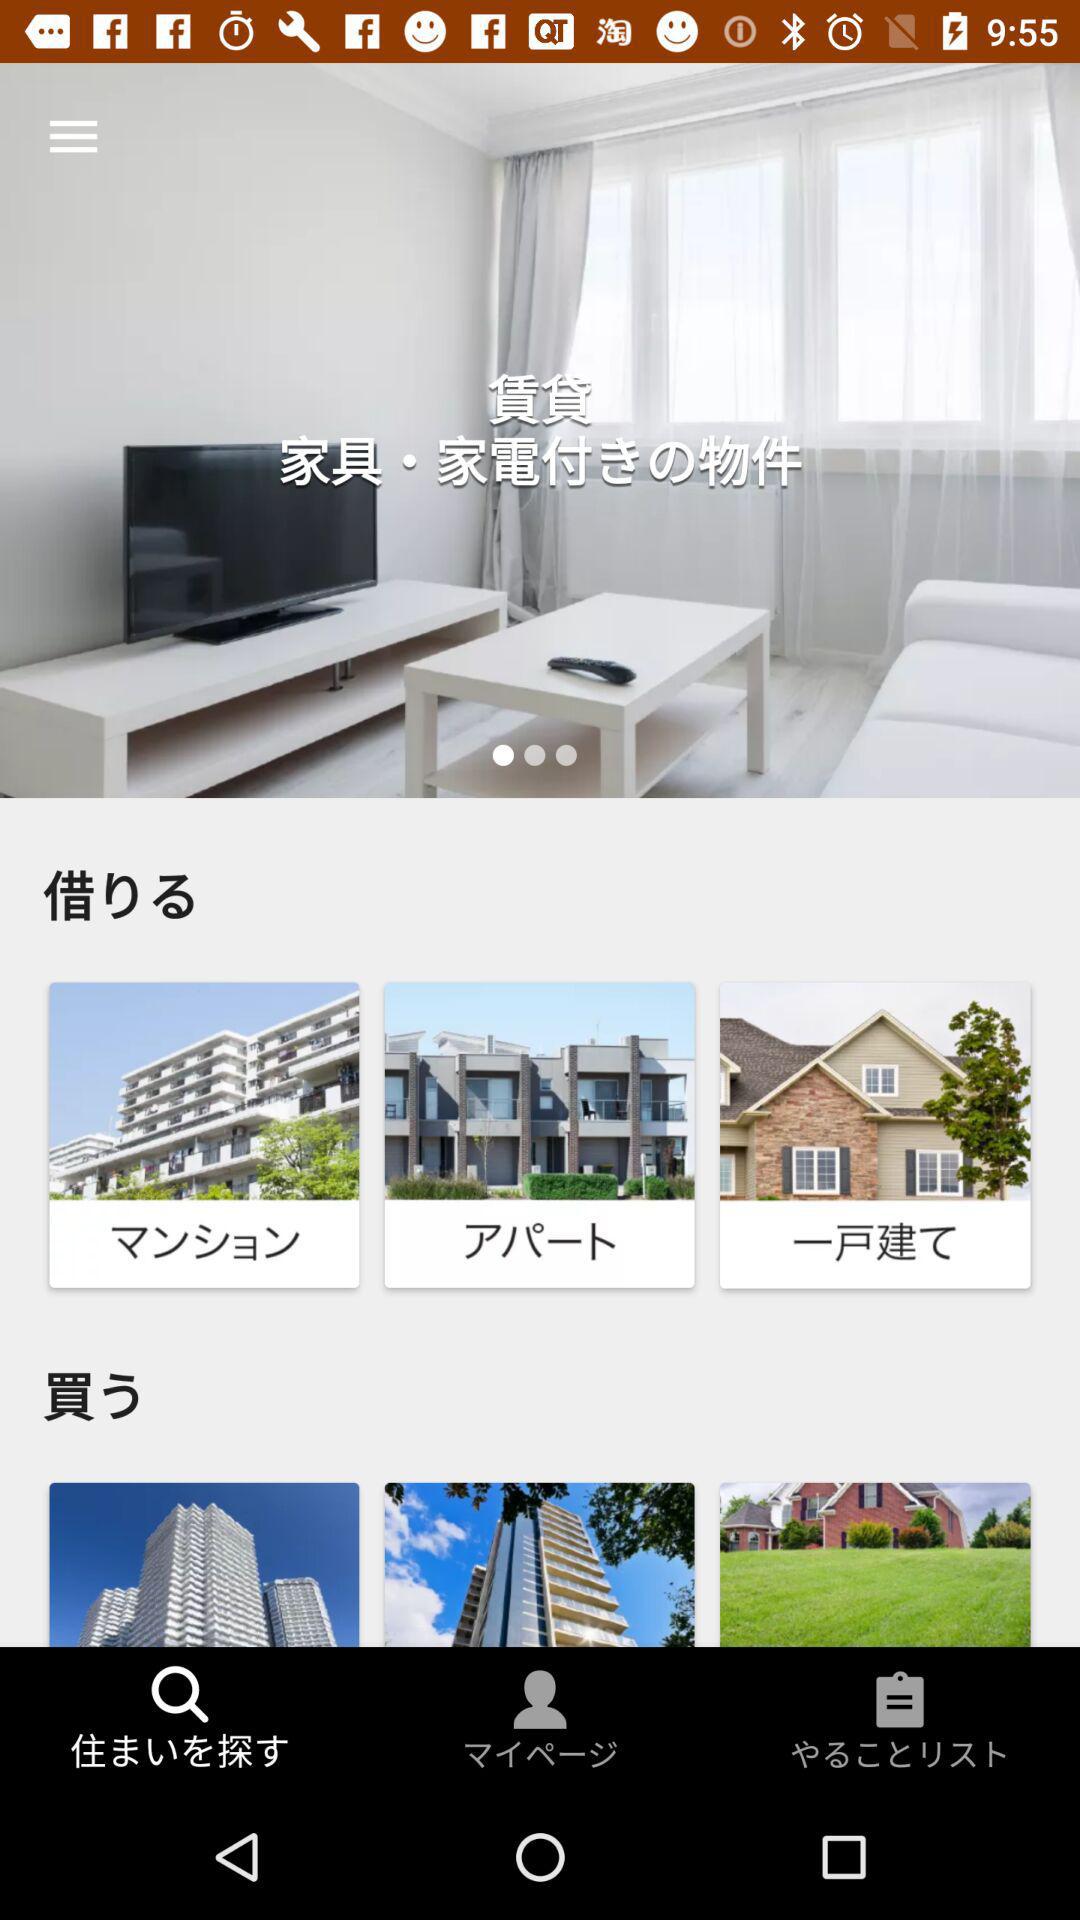 QT 淘 9:55
賃貸
家具・家電付きの物件
借りる
マンション アパート 一戸建て
買う
住まいを探す マイページ やることリスト